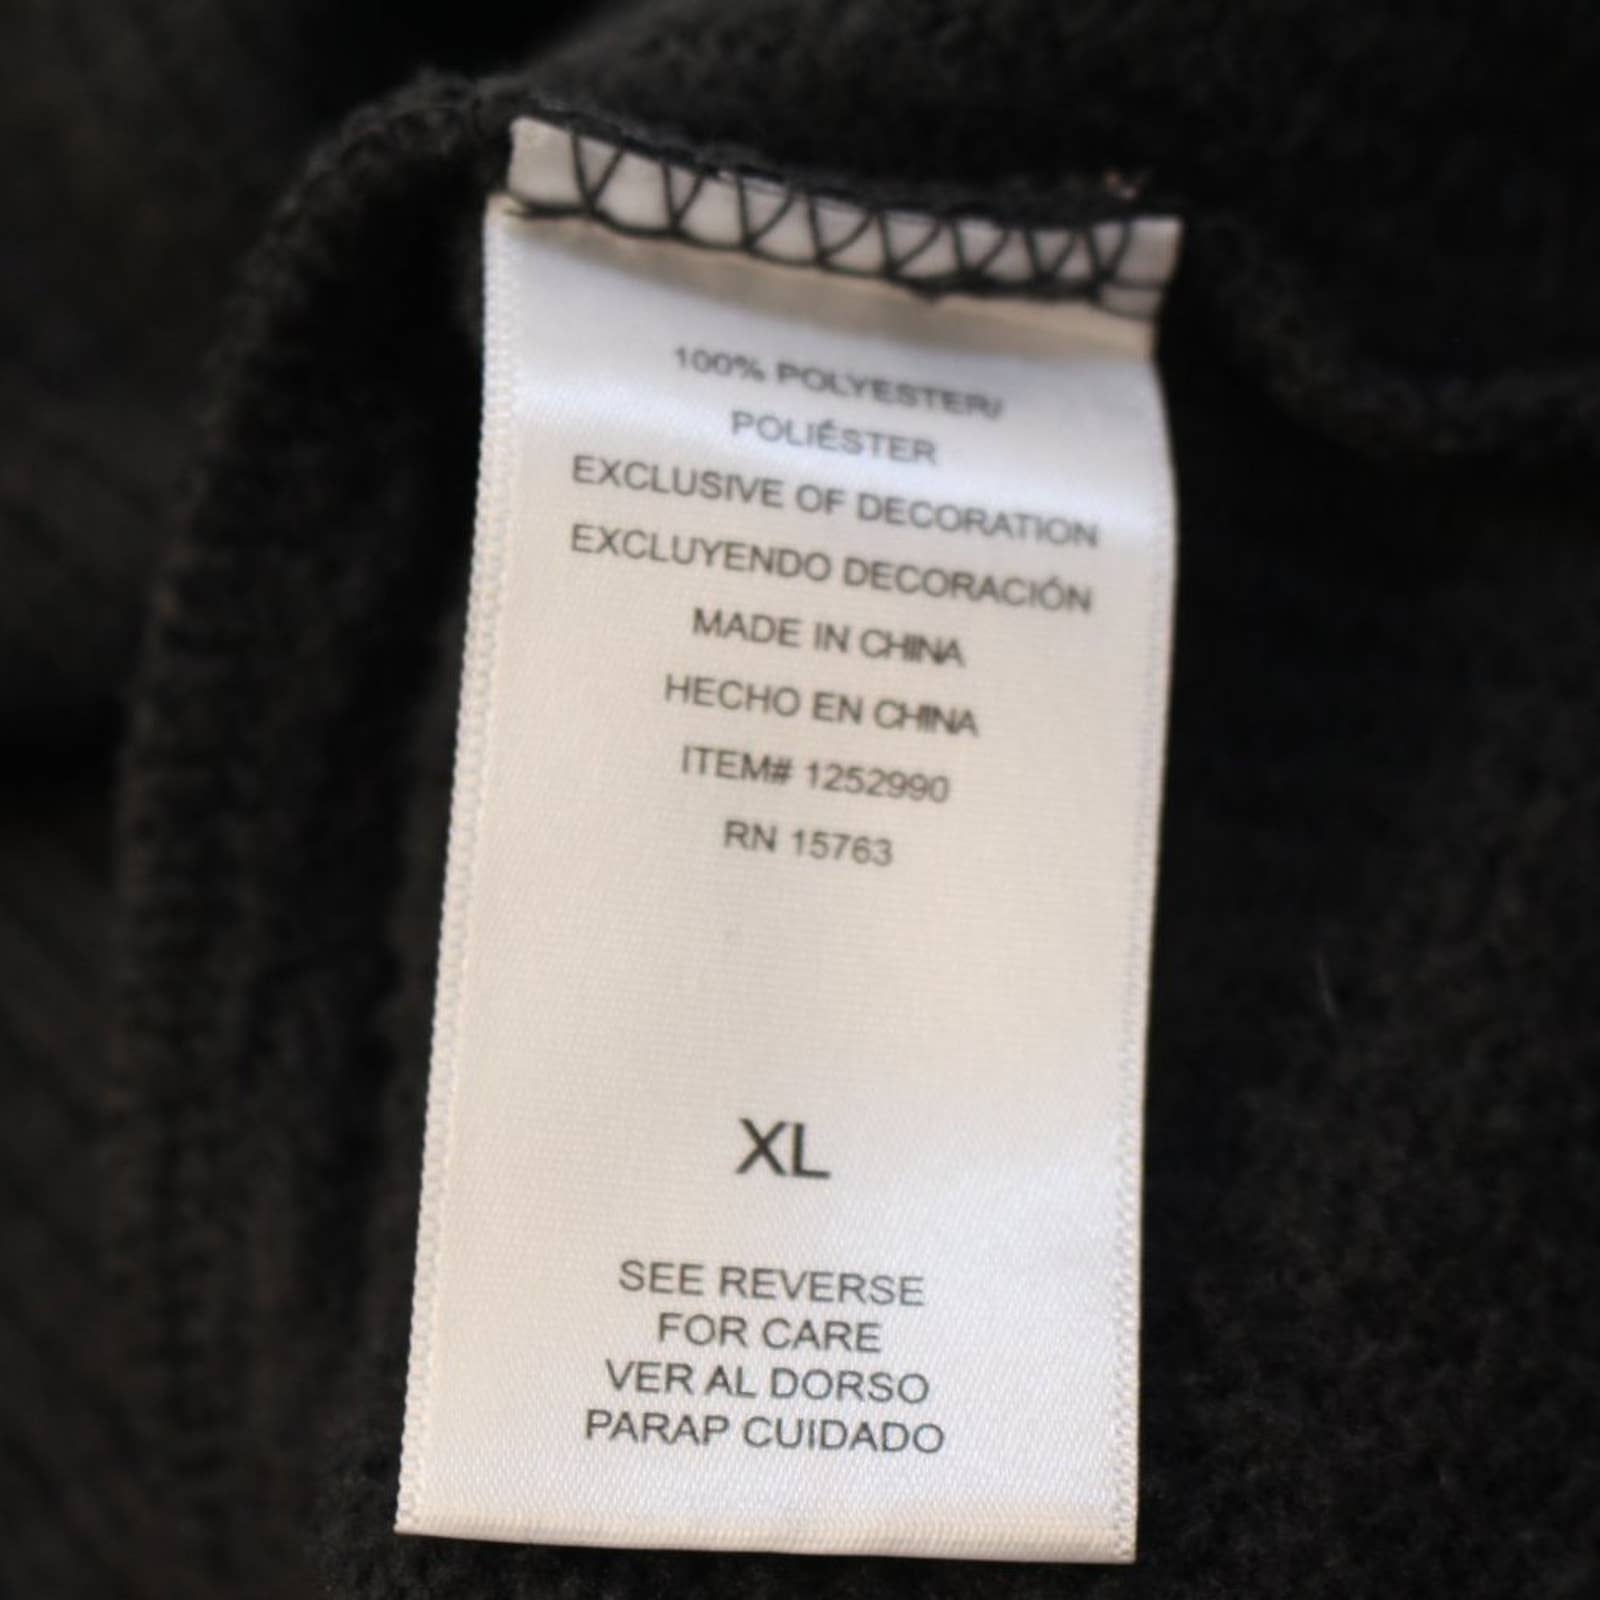 100% POLYESTER/
POLIÉSTER
EXCLUSIVE OF DECORATION
EXCLUYENDO DECORACIÓN
MADE IN CHINA
HECHO EN CHINA
ITEM# 1252990
RN 15763
XL
SEE REVERSE
FOR CARE
VER AL DORSO
PARAP CUIDADO